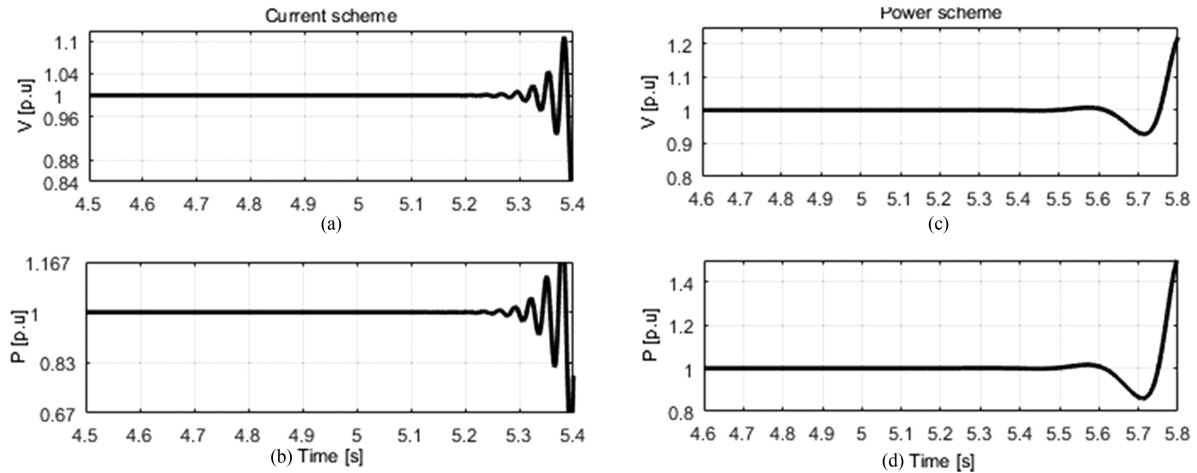 Current scheme
V [p.u]
1.1
1.04
1
0.96
0.88
0.84
4.5 4.6 4.7 4.8 4.9 5 5.1 5.2 5.3 5.4
(a)
Power scheme
V [p.u]
1.2
1.1
1
0.9
0.8
4.6 4.7 4.8 4.9 5 5.1 5.2 5.3 5.4 5.5 5.6 5.7 5.8
(c)
P [p.u]
1.167
1
0.83
0.67
4.5 4.6 4.7 4.8 4.9 5 5.1 5.2 5.3 5.4
(b) Time [s]
P [p.u]
1.4
1.2
1
0.8
4.6 4.7 4.8 4.9 5 5.1 5.2 5.3 5.4 5.5 5.6 5.7 5.8
(d) Time [s]